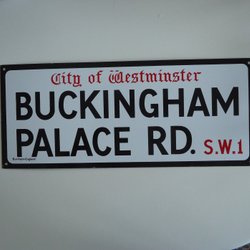 City of Westminster
BUCKINGHAM
PALACE RD. S.W.1